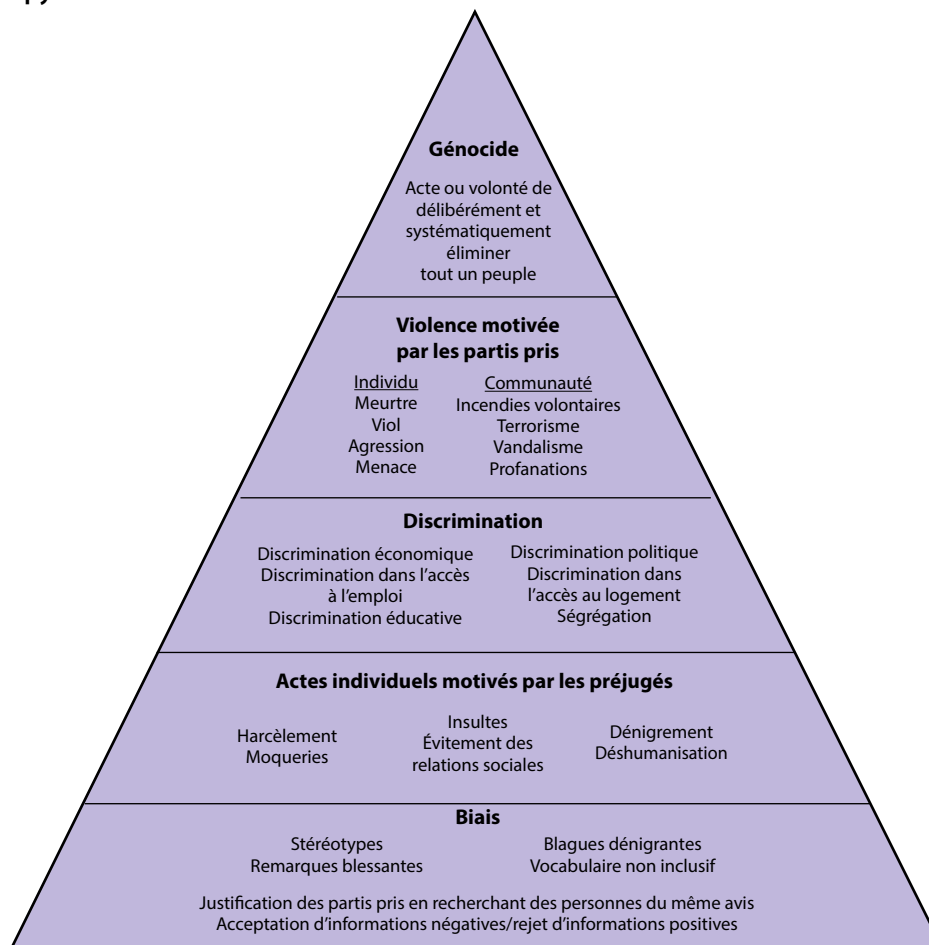 Génocide
Acte ou volonté de
délibérément et
systématiquement
éliminer
tout un peuple
Violence motivée
par les partis pris
Individu
Meurtre
Viol
Agression
Menace
Communauté
Incendies volontaires
Terrorisme
Vandalisme
Profanations
Discrimination
Discrimination économique
Discrimination dans l’accès
à l’emploi
Discrimination éducative
Discrimination politique
Discrimination dans
l’accès au logement
Ségrégation
Actes individuels motivés par les préjugés
Harcèlement
Moqueries
Insultes
Évitement des
relations sociales
Dénigrement
Déshumanisation
Biais
Stéréotypes
Remarques blessantes
Blagues dénigrantes
Vocabulaire non inclusif
Justification des partis pris en recherchant des personnes du même avis
Acceptation d’informations négatives/rejet d’informations positives